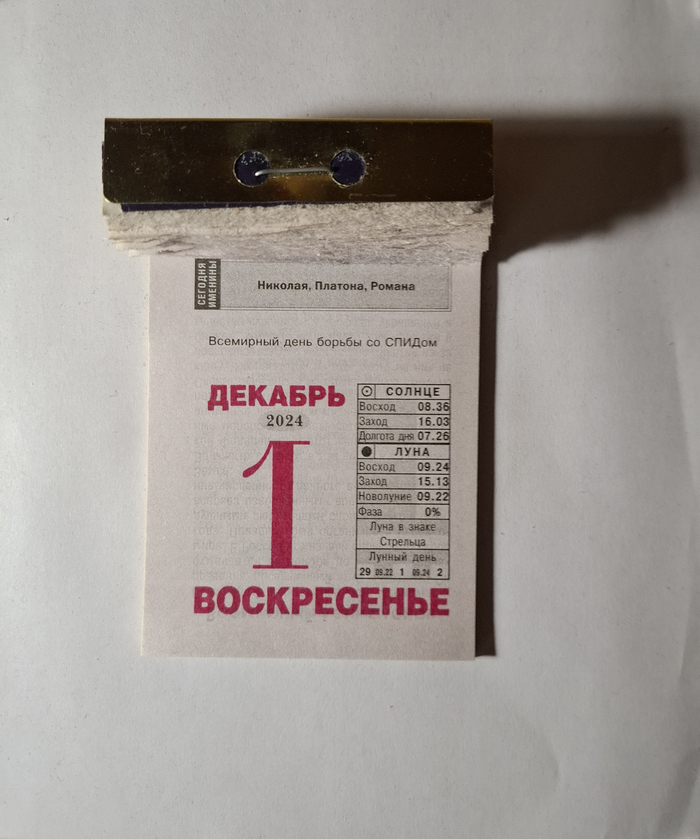 СЕГОДНЯ
ИМЕНИНЫ
Николая, Платона, Романа
Всемирный день борьбы со СПИДом
ДЕКАБРЬ
2024
1
ВОСКРЕСЕНЬЕ
СОЛНЦЕ
Восход 08.36
Заход 16.03
Долгота дня 07.26
ЛУНА
Восход 09.24
Заход 15.13
Новолуние 09.22
Фаза 0%
Луна в знаке
Стрельца
Лунный день
29 09.22 1 09.24 2